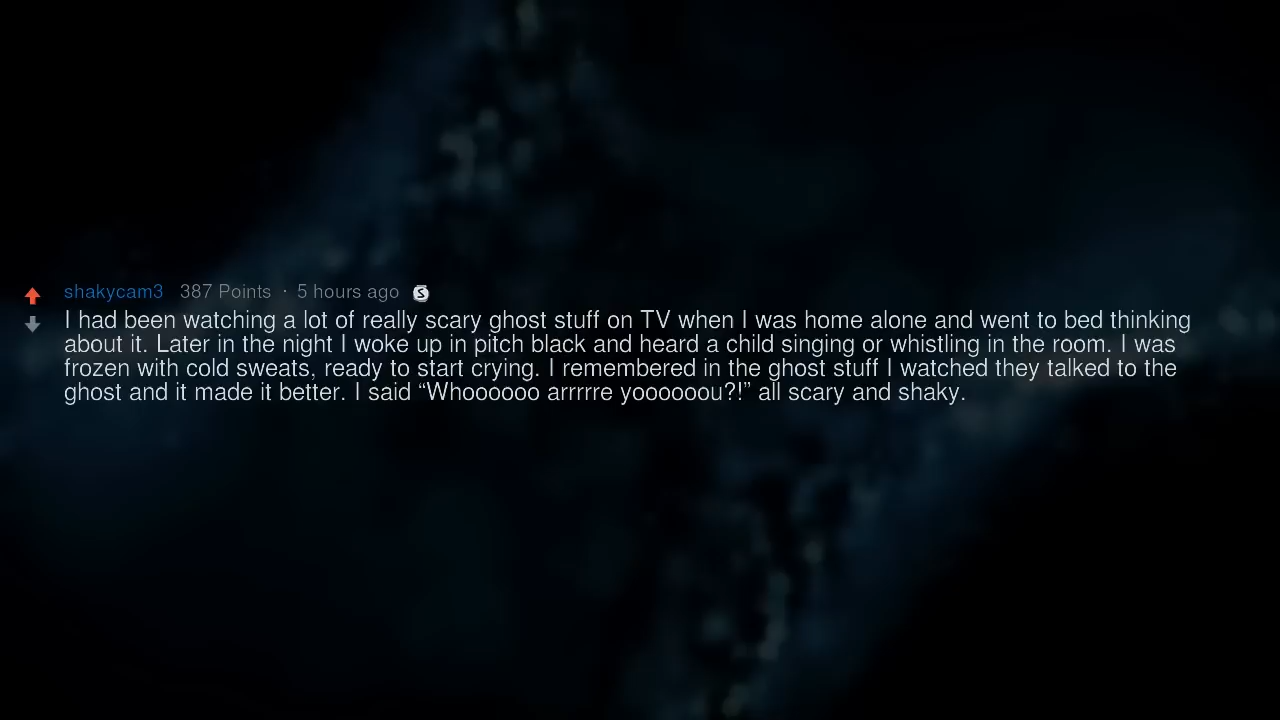 shakycam3 387 Points · 5 hours ago
I had been watching a lot of really scary ghost stuff on TV when I was home alone and went to bed thinking
about it. Later in the night I woke up in pitch black and heard a child singing or whistling in the room. I was
frozen with cold sweats, ready to start crying. I remembered in the ghost stuff I watched they talked to the
ghost and it made it better. I said “Whoooooo arrrrre yoooooou?!” all scary and shaky.